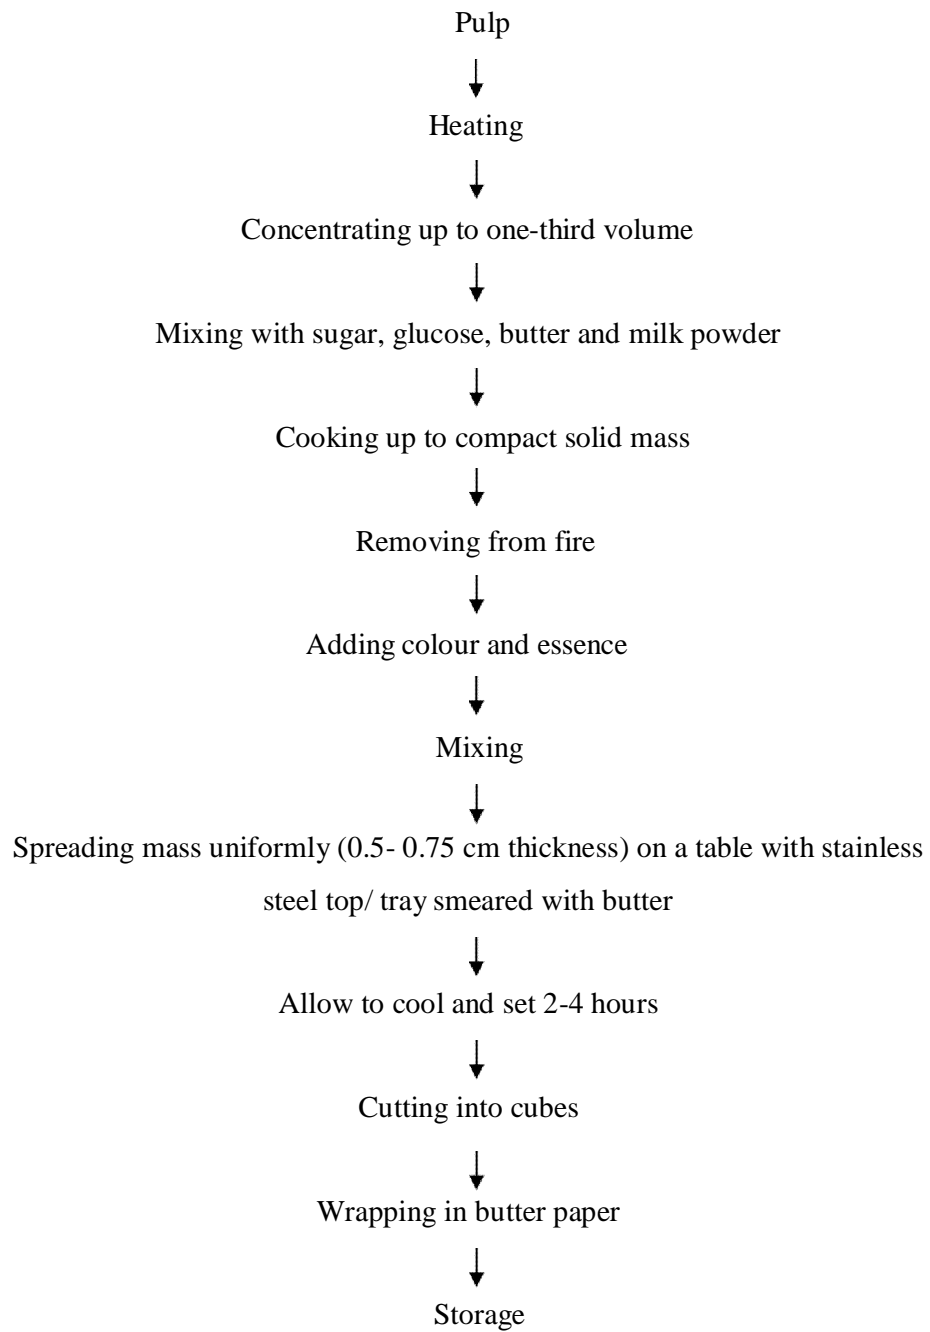 Pulp
Heating
Concentrating up to one-third volume
Mixing with sugar, glucose, butter and milk powder
Cooking up to compact solid mass
Removing from fire
Adding colour and essence
Mixing
Spreading mass uniformly (0.5- 0.75 cm thickness) on a table with stainless
steel top/ tray smeared with butter
Allow to cool and set 2-4 hours
Cutting into cubes
Wrapping in butter paper
Storage